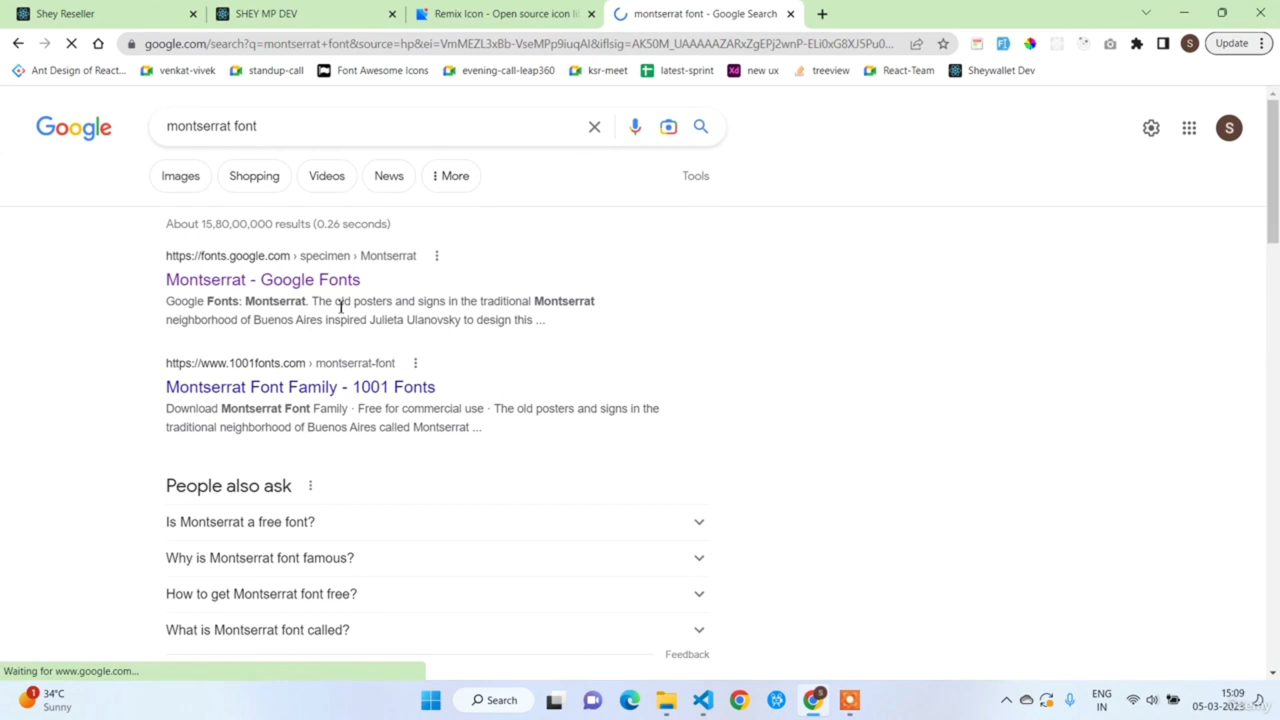 Shey Reseller
SHEY MP DEV
Remix Icon - Open source icon li
montserrat font - Google Search
google.com/search?q=montserrat+font&source=hp&ei=VmMEZL3xBb-VseMPp9iuqAI&iflsig=AK50M_UAAAAAZARxZgEPj2wnP-ELi0xG8XJ5Pu0...
S
Update
Ant Design of React...
venkat-vivek
standup-call
Font Awesome Icons
evening-call-leap360
ksr-meet
latest-sprint
new ux
treeview
React-Team
Sheywallet Dev
Google
montserrat font
S
Images
Shopping
Videos
News
More
Tools
About 15,80,00,000 results (0.26 seconds)
https://fonts.google.com › specimen › Montserrat
Montserrat - Google Fonts
Google Fonts: Montserrat. The old posters and signs in the traditional Montserrat
neighborhood of Buenos Aires inspired Julieta Ulanovsky to design this ...
https://www.1001fonts.com › montserrat-font
Montserrat Font Family - 1001 Fonts
Download Montserrat Font Family · Free for commercial use · The old posters and signs in the
traditional neighborhood of Buenos Aires called Montserrat ...
People also ask
Is Montserrat a free font?
Why is Montserrat font famous?
How to get Montserrat font free?
What is Montserrat font called?
Feedback
Waiting for www.google.com...
1
34°C
Sunny
Search
ENG
IN
15:09
05-03-2023